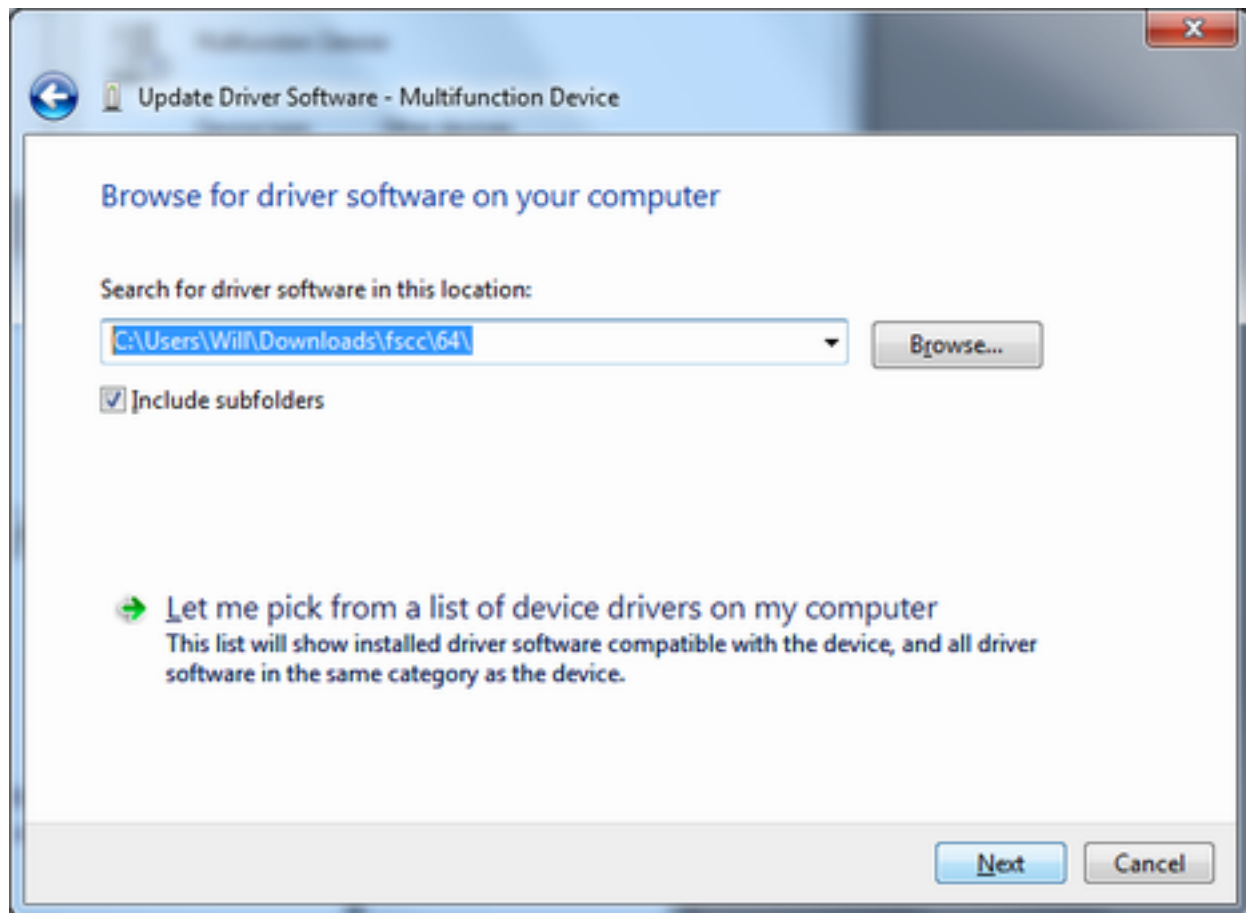 Multifunction Device
Update Driver Software - Multifunction Device
Browse for driver software on your computer
Search for driver software in this location:
C:\Users\Will\Downloads\fscc\64\
Browse...
Include subfolders
Let me pick from a list of device drivers on my computer
This list will show installed driver software compatible with the device, and all driver
software in the same category as the device.
Next
Cancel